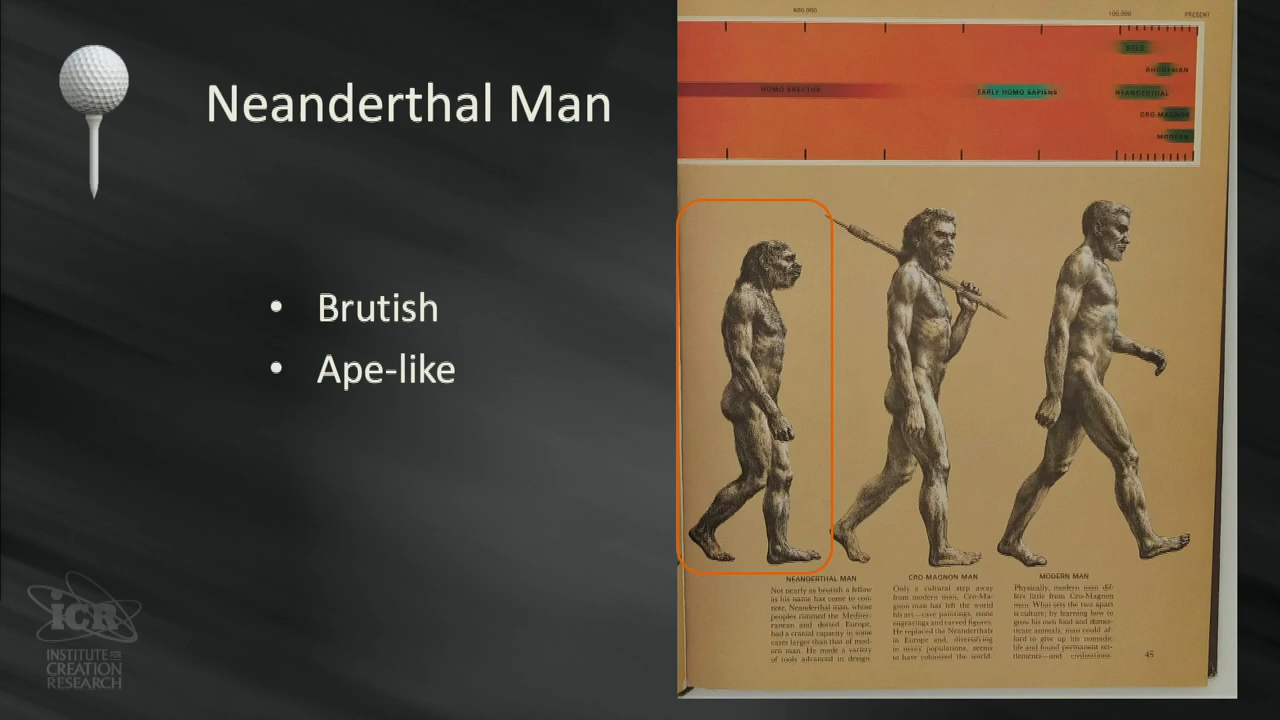 Neanderthal Man
• Brutish
• Ape-like
iCR
INSTITUTE FOR
CREATION
RESEARCH
600,000
100,000
PRESENT
SOLO
RHODESIAN
HOMO ERECTUS
EARLY HOMO SAPIENS
NEANDERTHAL
CRO-MAGNON
MODERN
NEANDERTHAL MAN
Not nearly as brutish a fellow
as his name has come to con-
note, Neanderthal man, whose
peoples rimmed the Mediter-
ranean and dotted Europe,
had a cranial capacity in some
cases larger than that of mod-
ern man. He made a variety
of tools advanced in design.
CRO-MAGNON MAN
Only a cultural step away
from modern man, Cro-Ma-
gnon man has left the world
his art—cave paintings, stone
engravings and carved figures.
He replaced the Neanderthals
in Europe and, diversifying
in many populations, seems
to have colonized the world.
MODERN MAN
Physically, modern man dif-
fers little from Cro-Magnon
man. What sets the two apart
is culture; by learning how to
grow his own food and domes-
ticate animals, man could af-
ford to give up his nomadic
life and found permanent set-
tlements—and civilizations.
45